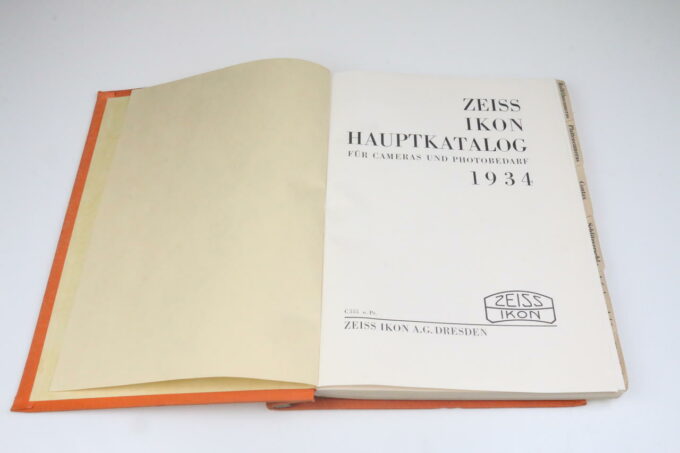 ZEISS
IKON
HAUPTKATALOG
FÜR CAMERAS UND PHOTOBEDARF
1934
ZEISS
IKON
ZEISS IKON A.G. DRESDEN